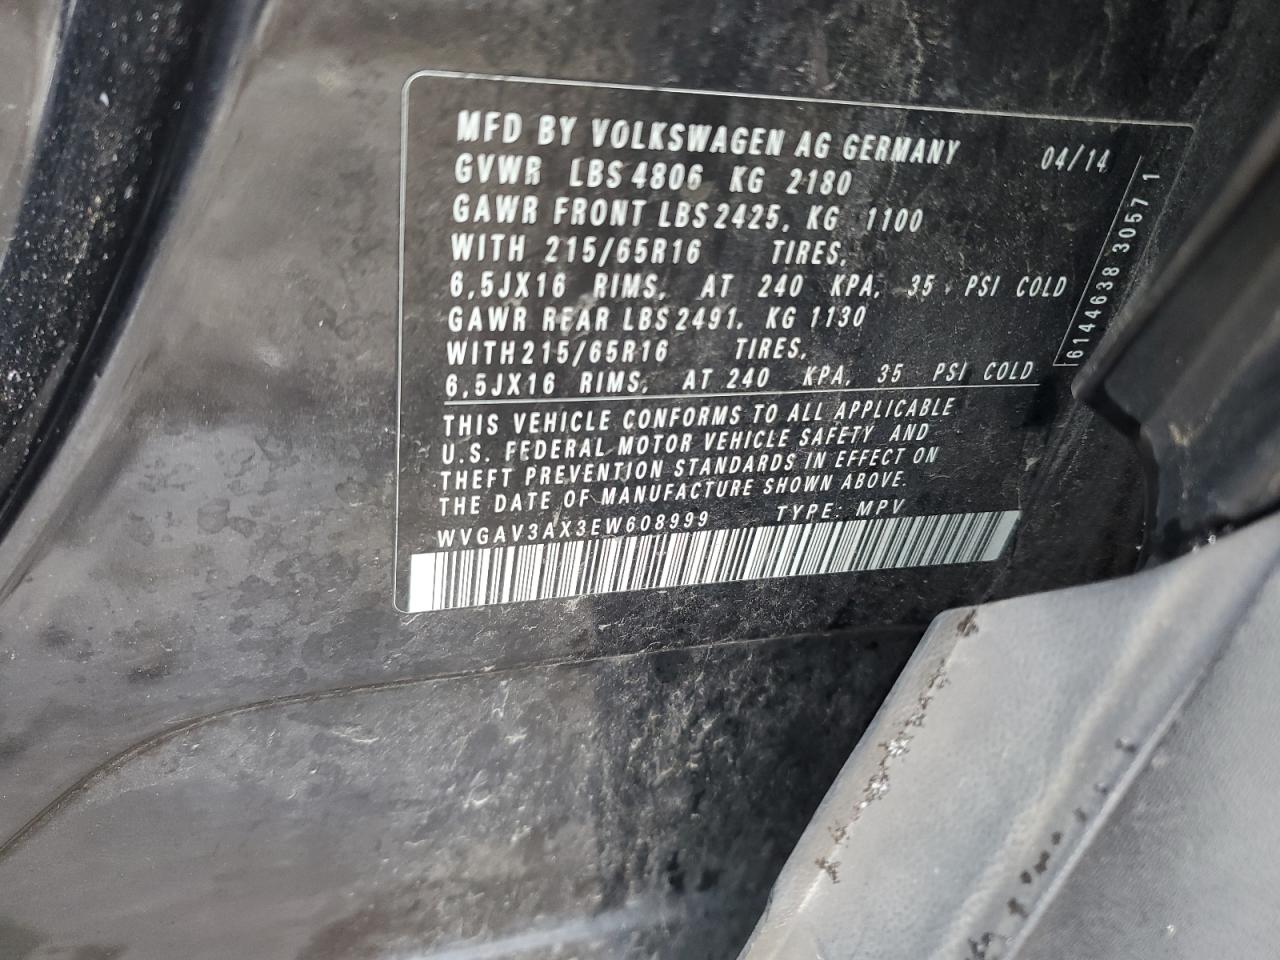 MFD BY VOLKSWAGEN AG GERMANY 04/14
GVWR LBS 4806 KG 2180
GAWR FRONT LBS 2425, KG 1100
WITH 215/65R16 TIRES,
6,5JX16 RIMS, AT 240 KPA, 35 PSI COLD
GAWR REAR LBS 2491, KG 1130
WITH 215/65R16 TIRES,
6,5JX16 RIMS, AT 240 KPA, 35 PSI COLD
THIS VEHICLE CONFORMS TO ALL APPLICABLE
U.S. FEDERAL MOTOR VEHICLE SAFETY AND
THEFT PREVENTION STANDARDS IN EFFECT ON
THE DATE OF MANUFACTURE SHOWN ABOVE.
WVGAV3AX3EW608999 TYPE: MPV
6144638 3057 1